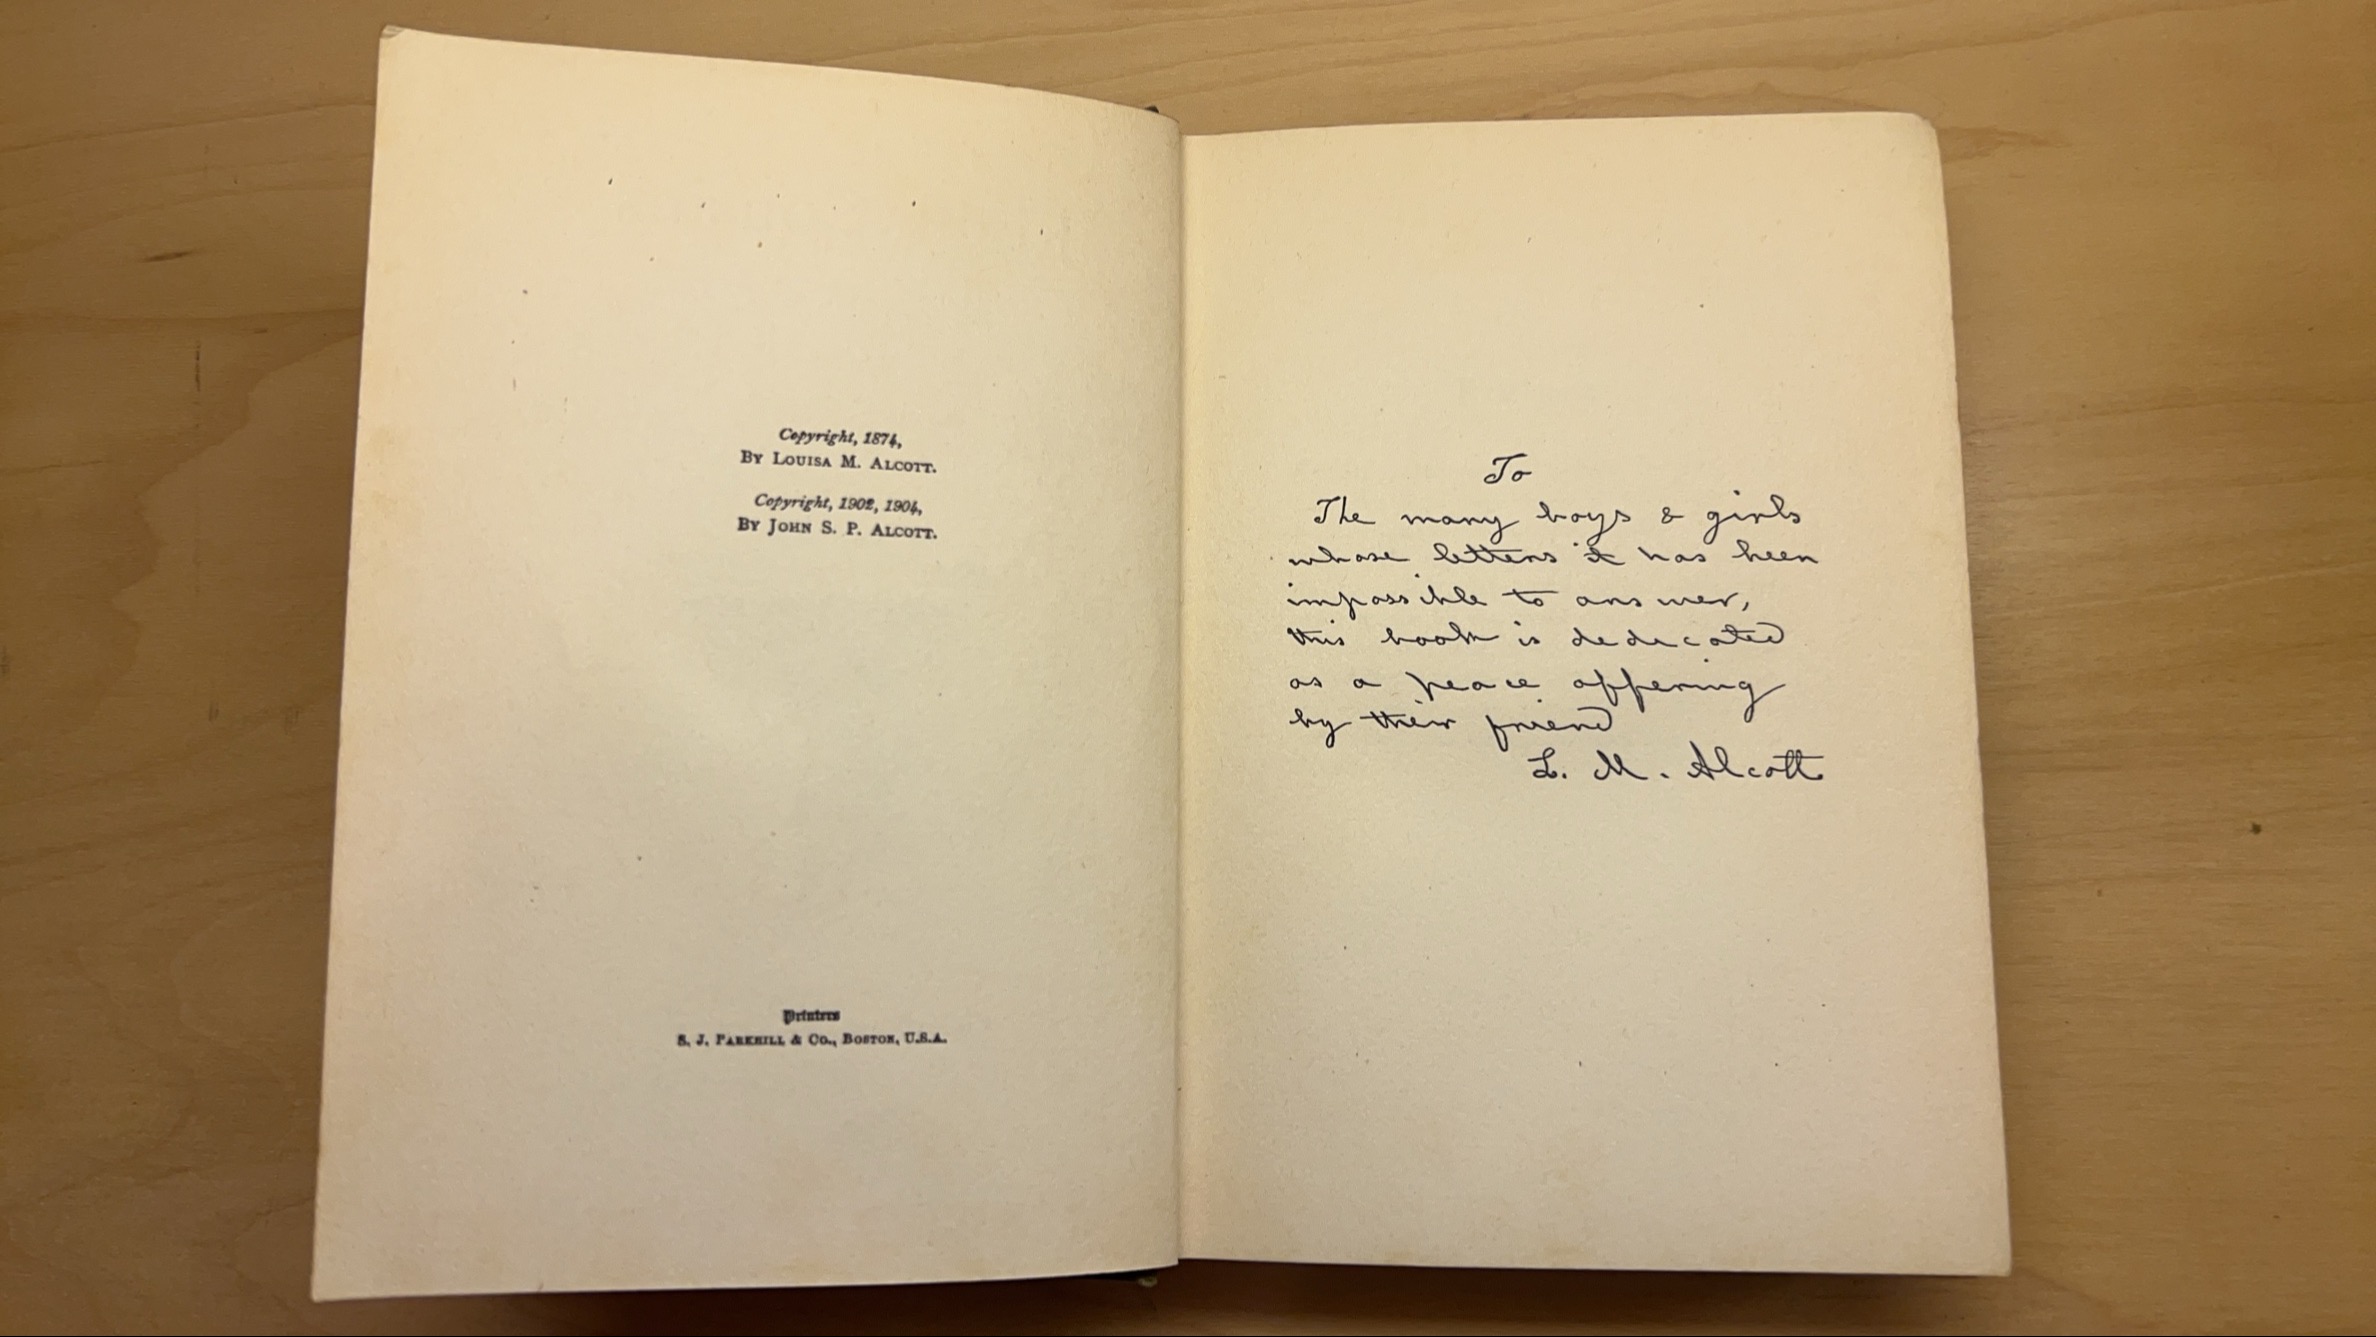 Copyright, 1874,
By Louisa M. Alcott.
Copyright, 1902, 1904,
By John S. P. Alcott.
Printers
S. J. Parkhill & Co., Boston, U.S.A.
To
The many boys & girls
whose letters it has been
impossible to answer,
this book is dedicated
as a peace offering
by their friend
L. M. Alcott